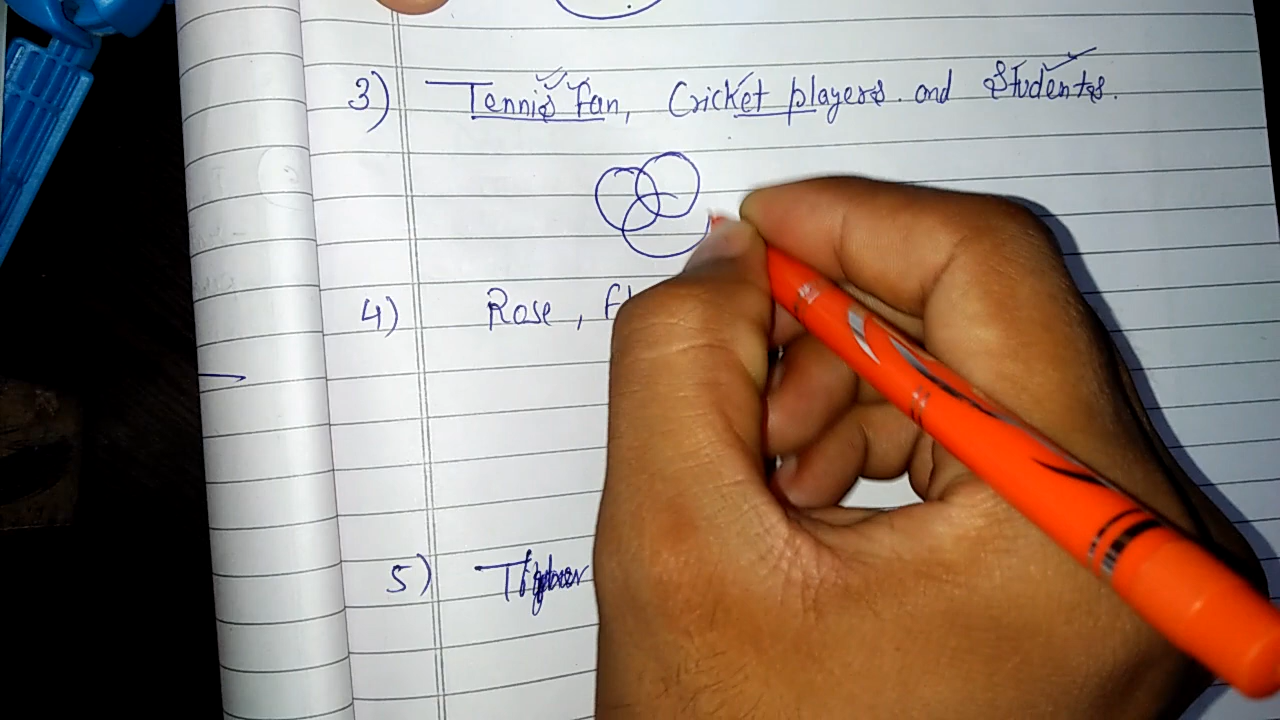 3) Tennis fan, Cricket players. and Students.
4) Rose,
5)